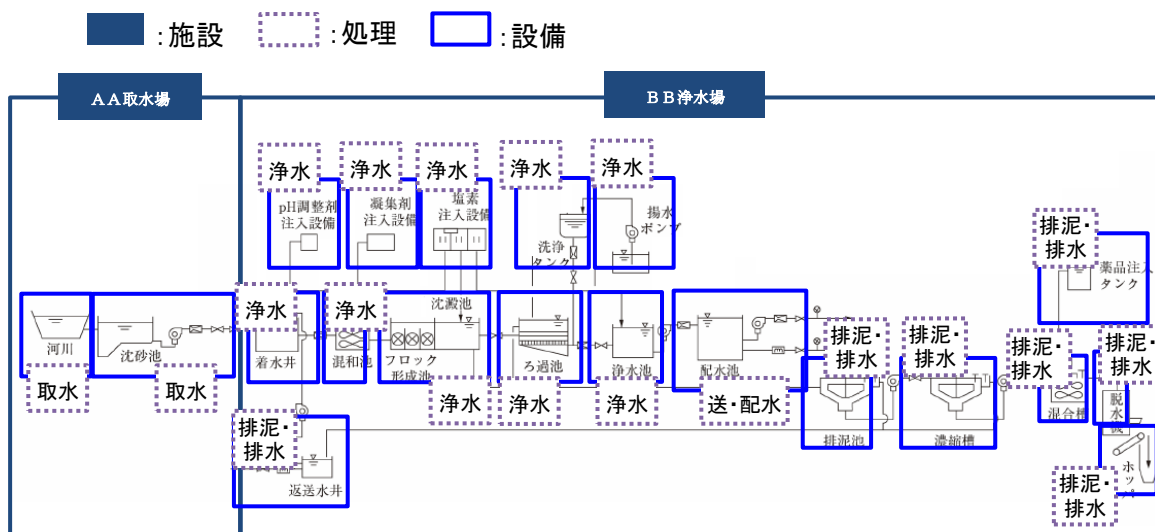 :施設
:処理
:設備
AA取水場
BB浄水場
浄水
浄水
浄水
浄水
浄水
pH調整剤
注入設備
凝集剤
注入設備
塩素
注入設備
洗浄
タンク
揚水
ポンプ
排泥・
排水
薬品注入
タンク
浄水
浄水
沈澱池
河川
沈砂池
着水井
混和池
フロック
形成池
ろ過池
浄水池
配水池
排泥・
排水
排泥・
排水
排泥・
排水
排泥・
排水
取水
取水
浄水
浄水
浄水
送・配水
排泥池
濃縮槽
混合槽
脱水機
排泥・
排水
返送水井
ホッパ
排泥・
排水